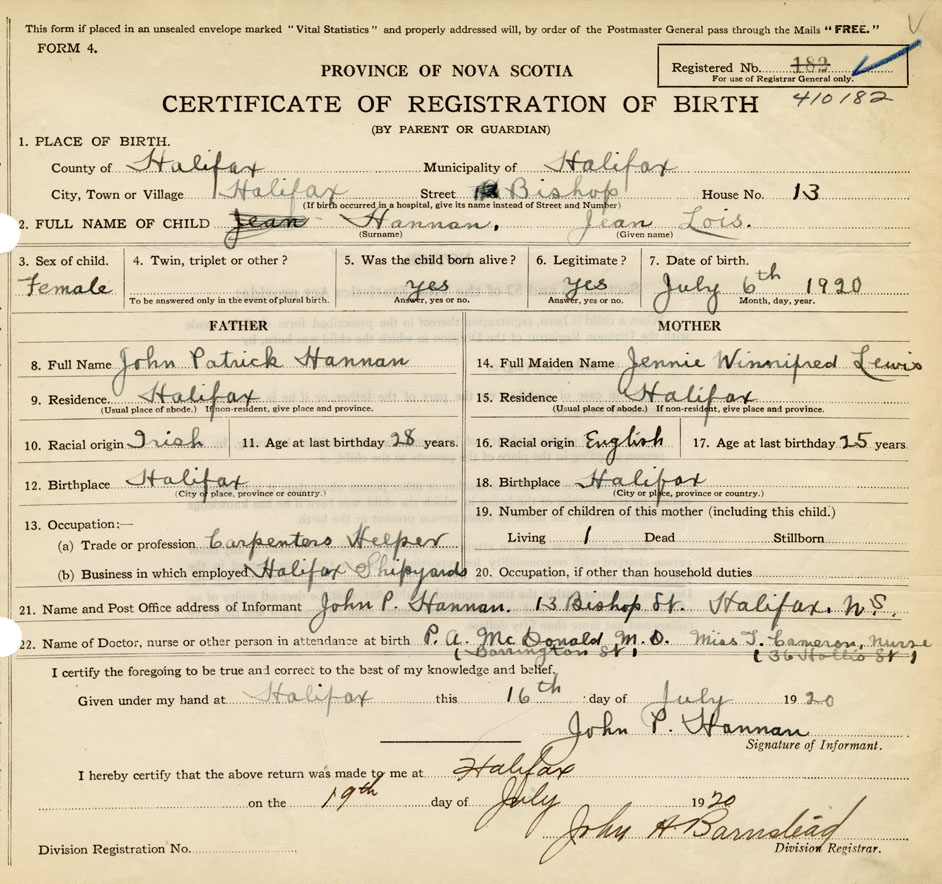 This form if placed in an unsealed envelope marked "Vital Statistics" and properly addressed will, by order of the Postmaster General pass through the Mails "FREE."
FORM 4.
Registered No. 182
For use of Registrar General only.
410182
PROVINCE OF NOVA SCOTIA
CERTIFICATE OF REGISTRATION OF BIRTH
(BY PARENT OR GUARDIAN)
1. PLACE OF BIRTH.
County of Halifax Municipality of Halifax
City, Town or Village Halifax Street Bishop House No. 13
(If birth occurred in a hospital, give its name instead of Street and Number)
2. FULL NAME OF CHILD Jean Hannan, Jean Lois.
(Surname) (Given name)
3. Sex of child. 4. Twin, triplet or other? 5. Was the child born alive? 6. Legitimate? 7. Date of birth.
Female yes yes July 6th 1920
To be answered only in the event of plural birth. Answer, yes or no. Answer, yes or no. Month, day, year.
FATHER MOTHER
8. Full Name John Patrick Hannan 14. Full Maiden Name Jennie Winnifred Lewis
9. Residence. Halifax 15. Residence Halifax
(Usual place of abode.) If non-resident, give place and province. (Usual place of abode.) If non-resident, give place and province.
10. Racial origin Irish 11. Age at last birthday 28 years. 16. Racial origin English 17. Age at last birthday 25 years.
12. Birthplace Halifax 18. Birthplace Halifax
(City or place, province or country.) (City or place, province or country.)
13. Occupation:— 19. Number of children of this mother (including this child.)
(a) Trade or profession Carpenters Helper Living 1 Dead Stillborn
(b) Business in which employed Halifax Shipyards 20. Occupation, if other than household duties
21. Name and Post Office address of Informant John P. Hannan. 13 Bishop St. Halifax. N.S.
22. Name of Doctor, nurse or other person in attendance at birth P. A. McDonald M.D. Miss T. Cameron, Nurse
(Barrington St.) (36 Hollis St)
I certify the foregoing to be true and correct to the best of my knowledge and belief.
Given under my hand at Halifax this 16th day of July 1920
John P. Hannan
Signature of Informant.
I hereby certify that the above return was made to me at Halifax
on the 19th day of July 1920
John A Barnstead
Division Registration No. Division Registrar.